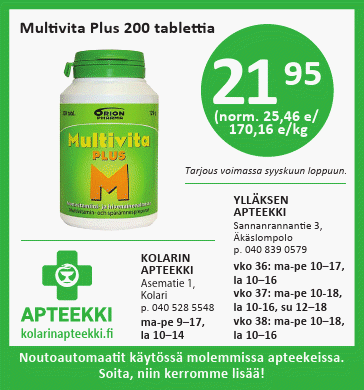 Multivita Plus 200 tablettia
ORION
PHARMA
Multivita
PLUS
M
21 95
(norm. 25,46 e/
170,16 e/kg
Tarjous voimassa syyskuun loppuun.
APTEEKKI
kolarinapteekki.fi
KOLARIN
APTEEKKI
Asematie 1,
Kolari
p. 040 528 5548
ma-pe 9–17,
la 10–14
YLLÄKSEN
APTEEKKI
Sannanrannantie 3,
Äkäslompolo
p. 040 839 0579
vko 36: ma-pe 10–17,
la 10–16
vko 37: ma-pe 10-18,
la 10-16, su 12–18
vko 38: ma-pe 10–18,
la 10–16
Noutoautomaatit käytössä molemmissa apteekeissa.
Soita, niin kerromme lisää!